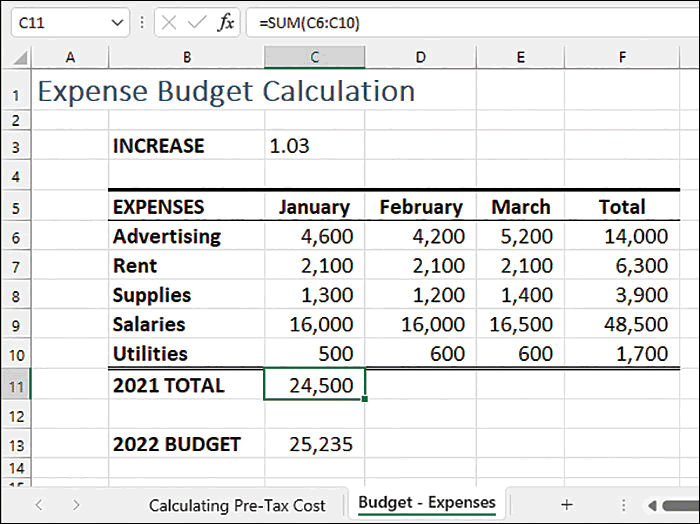 C11 fx =SUM(C6:C10)
A B C D E F
1 Expense Budget Calculation
2
3 INCREASE 1.03
4
5 EXPENSES January February March Total
6 Advertising 4,600 4,200 5,200 14,000
7 Rent 2,100 2,100 2,100 6,300
8 Supplies 1,300 1,200 1,400 3,900
9 Salaries 16,000 16,000 16,500 48,500
10 Utilities 500 600 600 1,700
11 2021 TOTAL 24,500
12
13 2022 BUDGET 25,235
14
Calculating Pre-Tax Cost Budget - Expenses